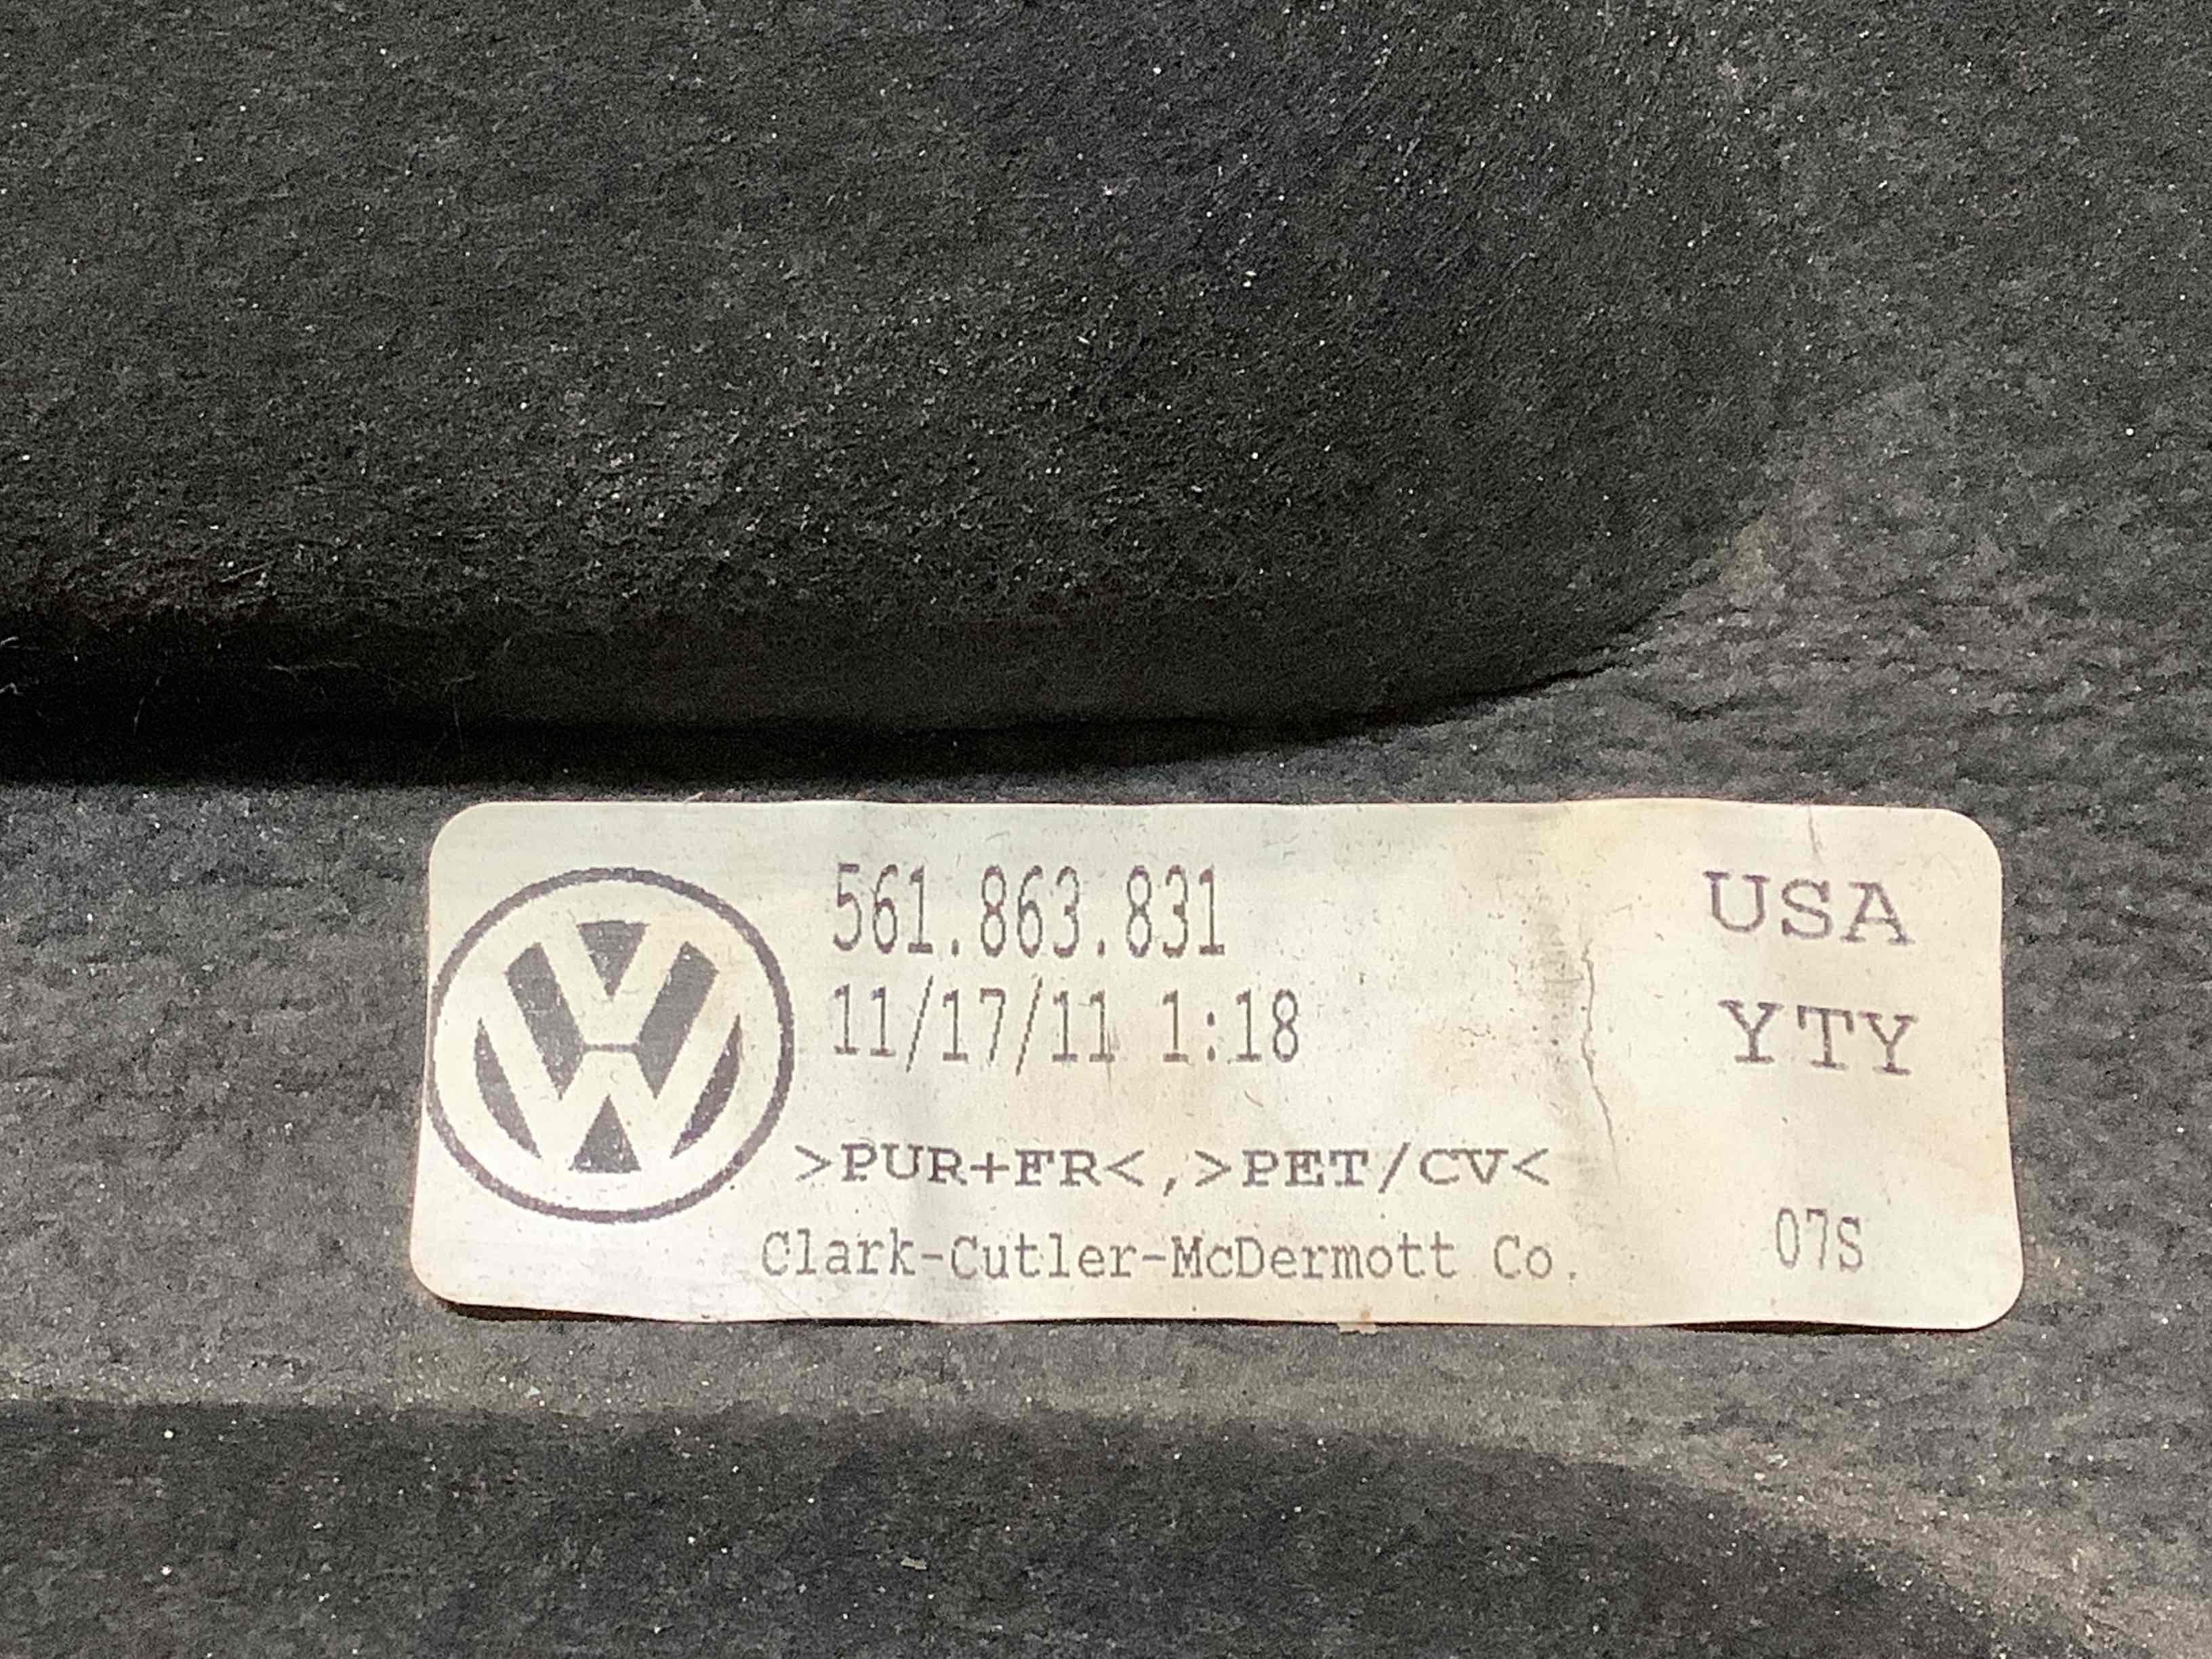 561.863.831
USA
11/17/11 1:18
YTY
>PUR+FR<,>PET/CV<
Clark-Cutler-McDermott Co.
07S